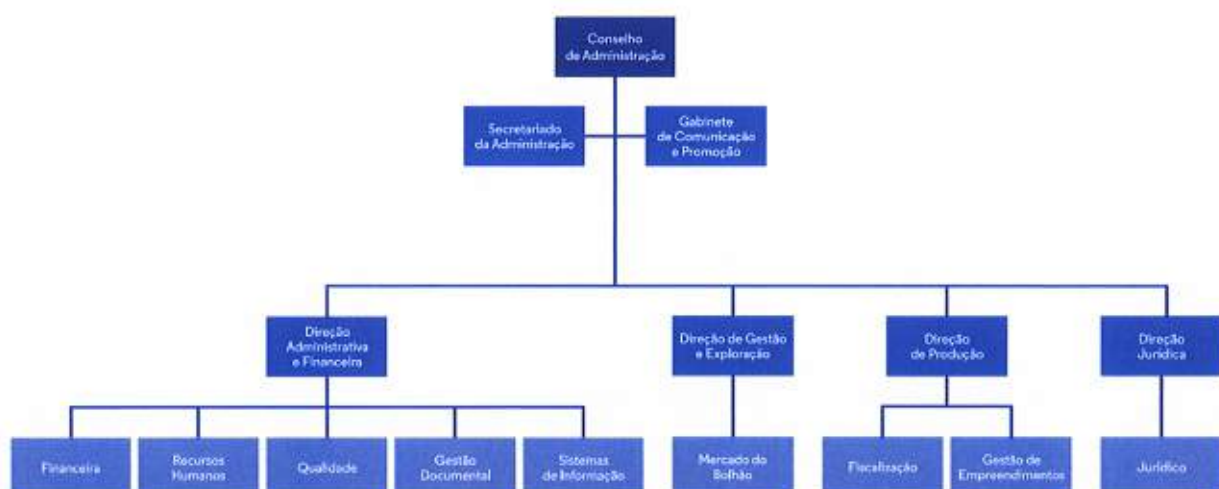 Conselho
de Administração
Secretariado
da Administração
Gabinete
de Comunicação
e Promoção
Direção
Administrativa
e Financeira
Direção de Gestão
e Exploração
Direção
de Produção
Direção
Jurídica
Financeira
Recursos
Humanos
Qualidade
Gestão
Documental
Sistemas
de Informação
Mercado do
Bolhão
Fiscalização
Gestão de
Empreendimentos
Jurídico